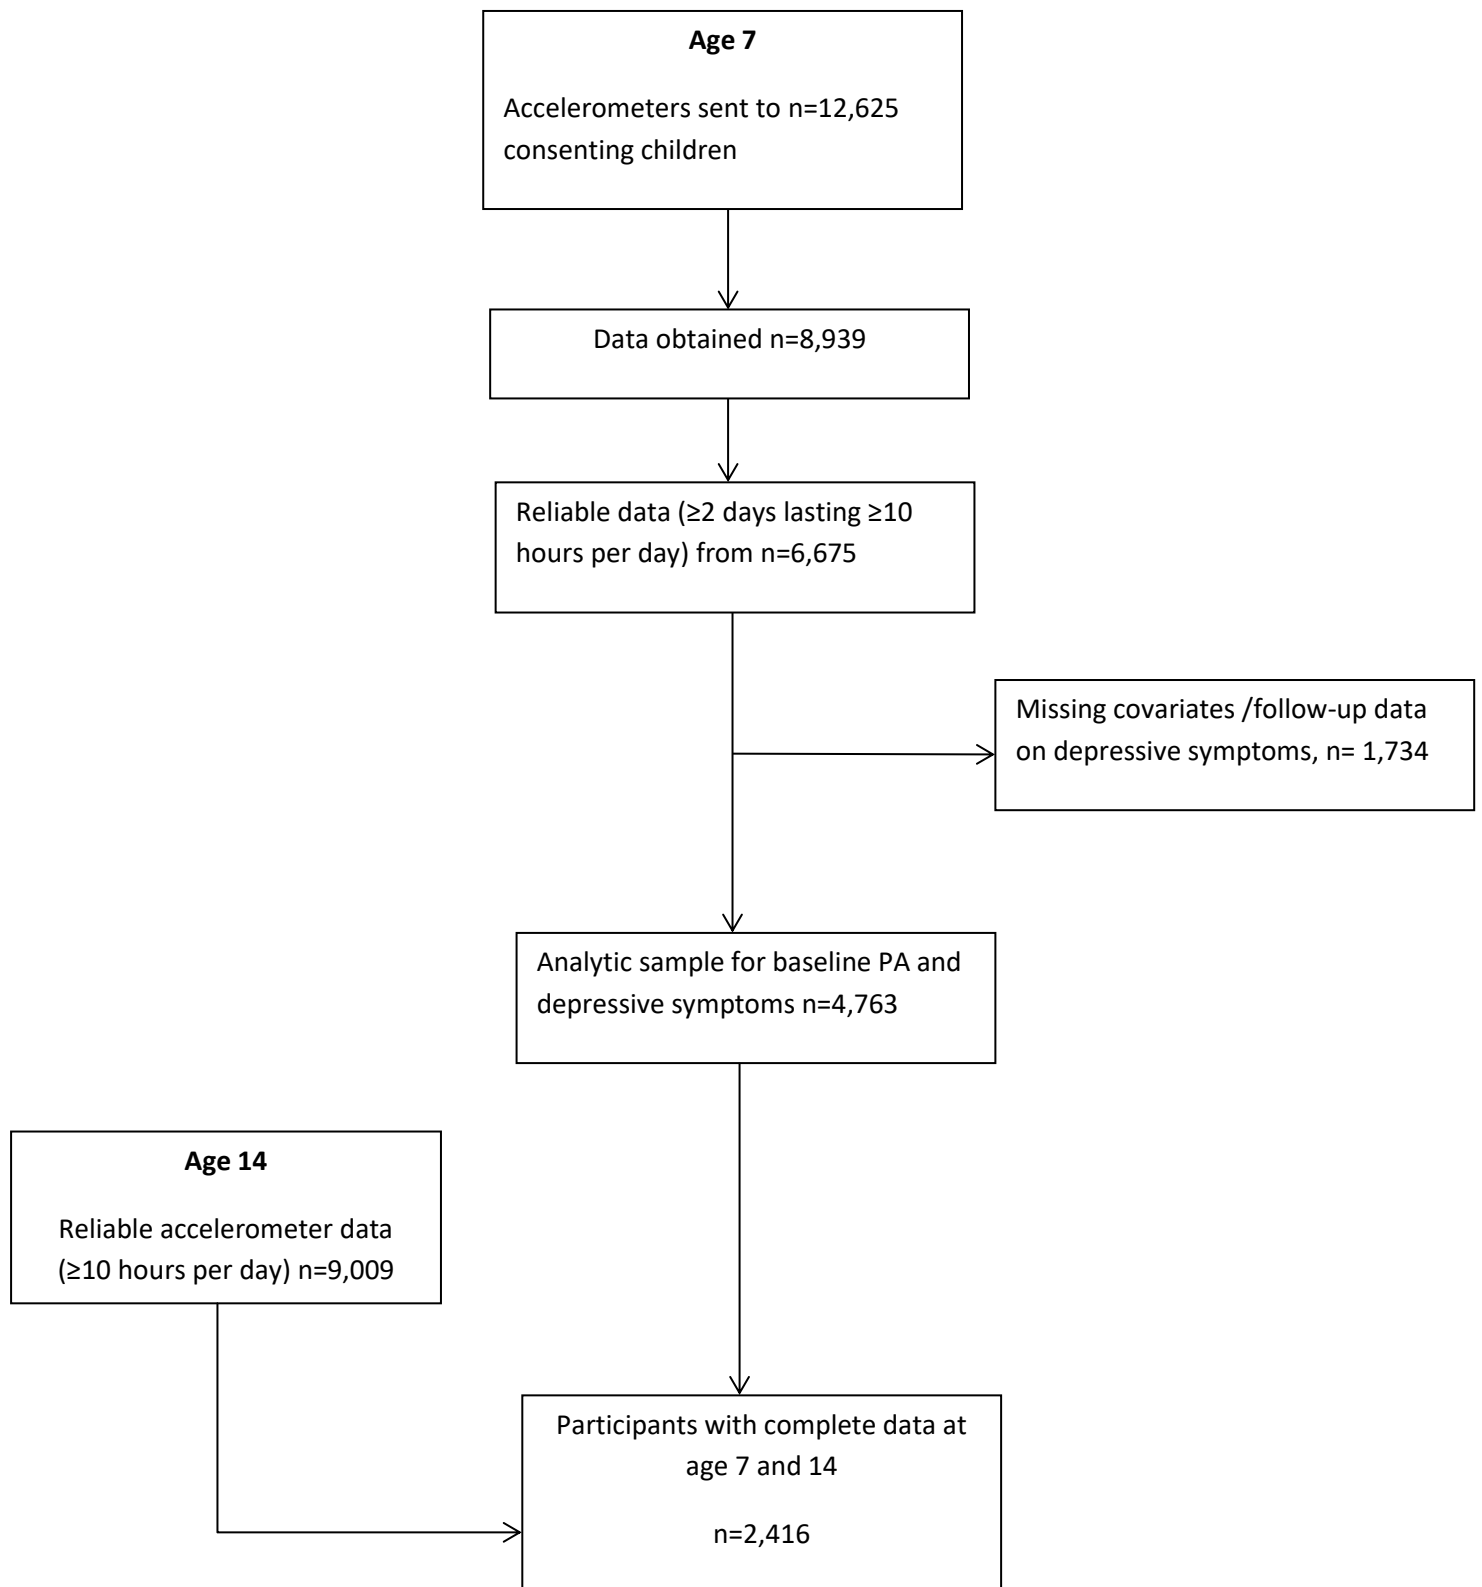 Age 7
Accelerometers sent to n=12,625
consenting children
Data obtained n=8,939
Reliable data (≥2 days lasting ≥10
hours per day) from n=6,675
Missing covariates /follow-up data
on depressive symptoms, n= 1,734
Analytic sample for baseline PA and
depressive symptoms n=4,763
Age 14
Reliable accelerometer data
(≥10 hours per day) n=9,009
Participants with complete data at
age 7 and 14
n=2,416